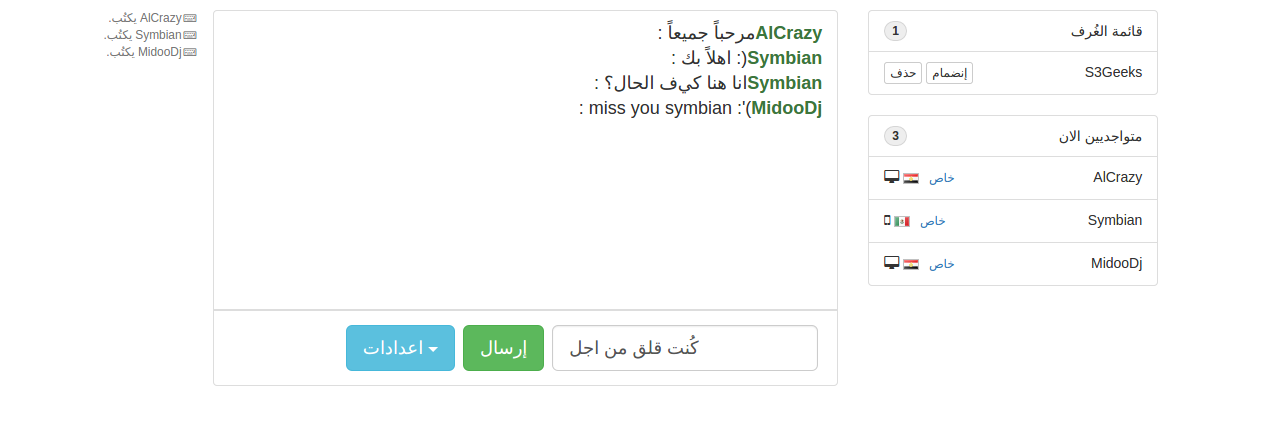 قائمة الغُرف 1
S3Geeks إنضمام حذف
متواجديين الان 3
AlCrazy خاص
Symbian خاص
MidooDj خاص
AlCrazyمرحباً جميعاً :
Symbian(: اهلاً بك :
Symbianانا هنا كي‌ف الحال؟ :
MidooDj)': miss you symbian :
كُنت قلق من اجل
إرسال
اعدادات
AlCrazy يكتُب.
Symbian يكتُب.
MidooDj يكتُب.